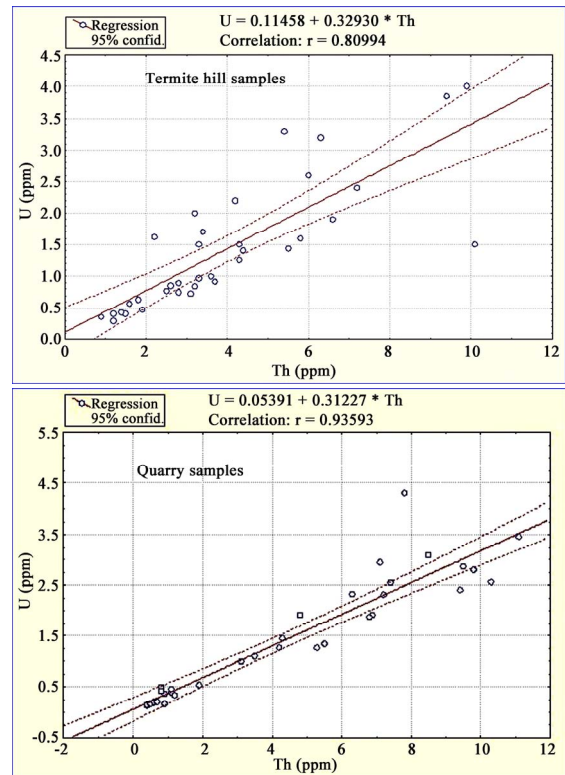 Regression
95% confid.
U = 0.11458 + 0.32930 * Th
Correlation: r = 0.80994
4.5
4.0
3.5
3.0
2.5
2.0
1.5
1.0
0.5
0.0
U (ppm)
Termite hill samples
0 2 4 6 8 10 12
Th (ppm)
Regression
95% confid.
U = 0.05391 + 0.31227 * Th
Correlation: r = 0.93593
5.5
4.5
3.5
2.5
1.5
0.5
-0.5
U (ppm)
Quarry samples
-2 0 2 4 6 8 10 12
Th (ppm)